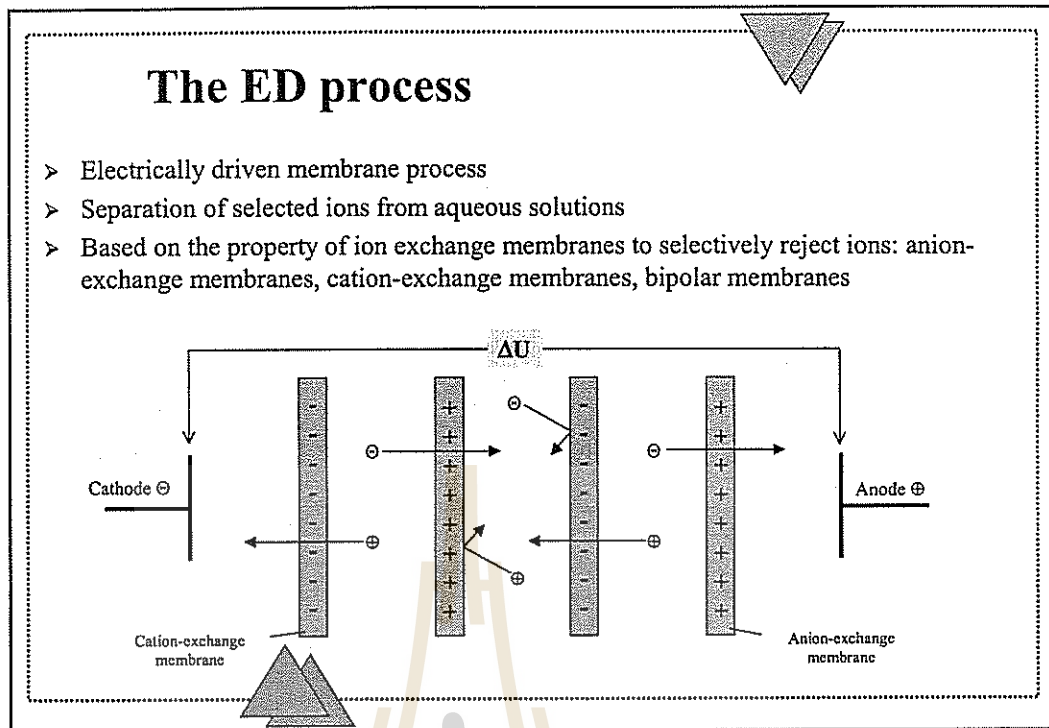 The ED process
➢ Electrically driven membrane process
➢ Separation of selected ions from aqueous solutions
➢ Based on the property of ion exchange membranes to selectively reject ions: anion-
exchange membranes, cation-exchange membranes, bipolar membranes
ΔU
Cathode ⊖
Anode ⊕
Cation-exchange
membrane
Anion-exchange
membrane